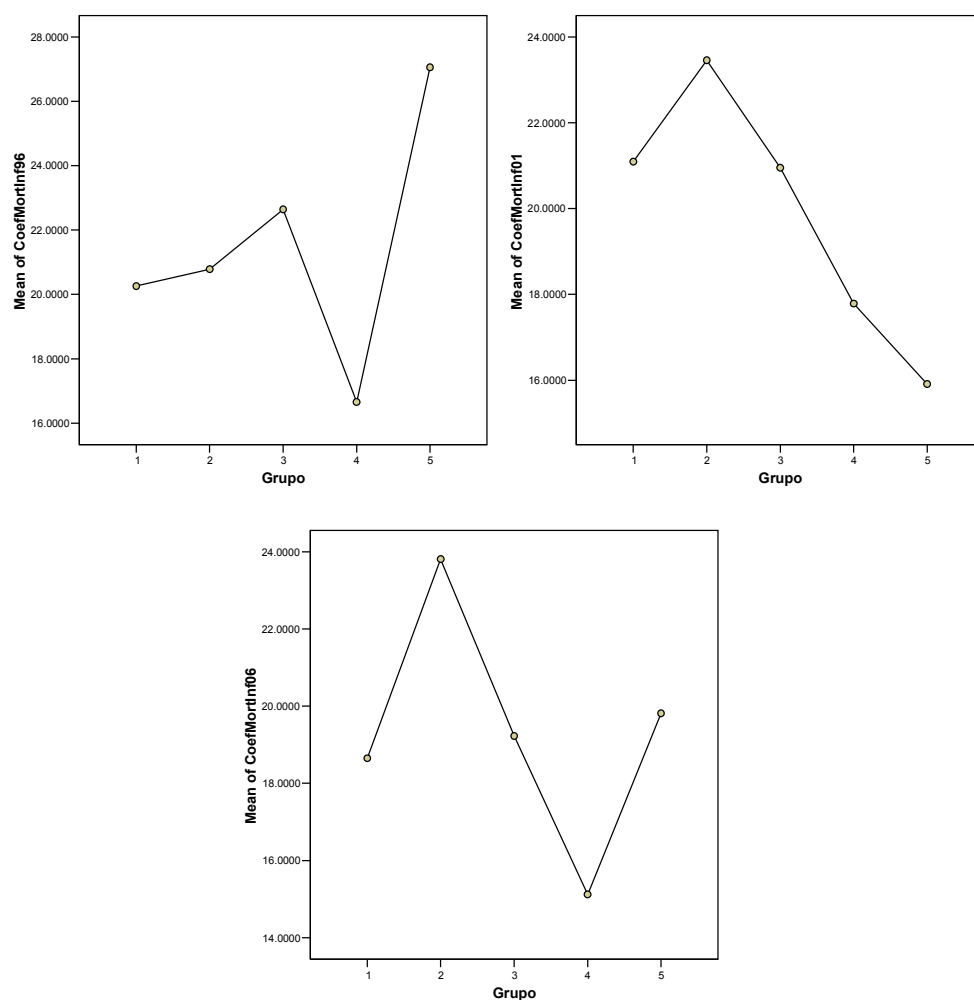 28.0000
26.0000
24.0000
22.0000
20.0000
18.0000
16.0000
Mean of CoefMortInf96
1 2 3 4 5
Grupo
24.0000
22.0000
20.0000
18.0000
16.0000
Mean of CoefMortInf01
1 2 3 4 5
Grupo
24.0000
22.0000
20.0000
18.0000
16.0000
14.0000
Mean of CoefMortInf06
1 2 3 4 5
Grupo